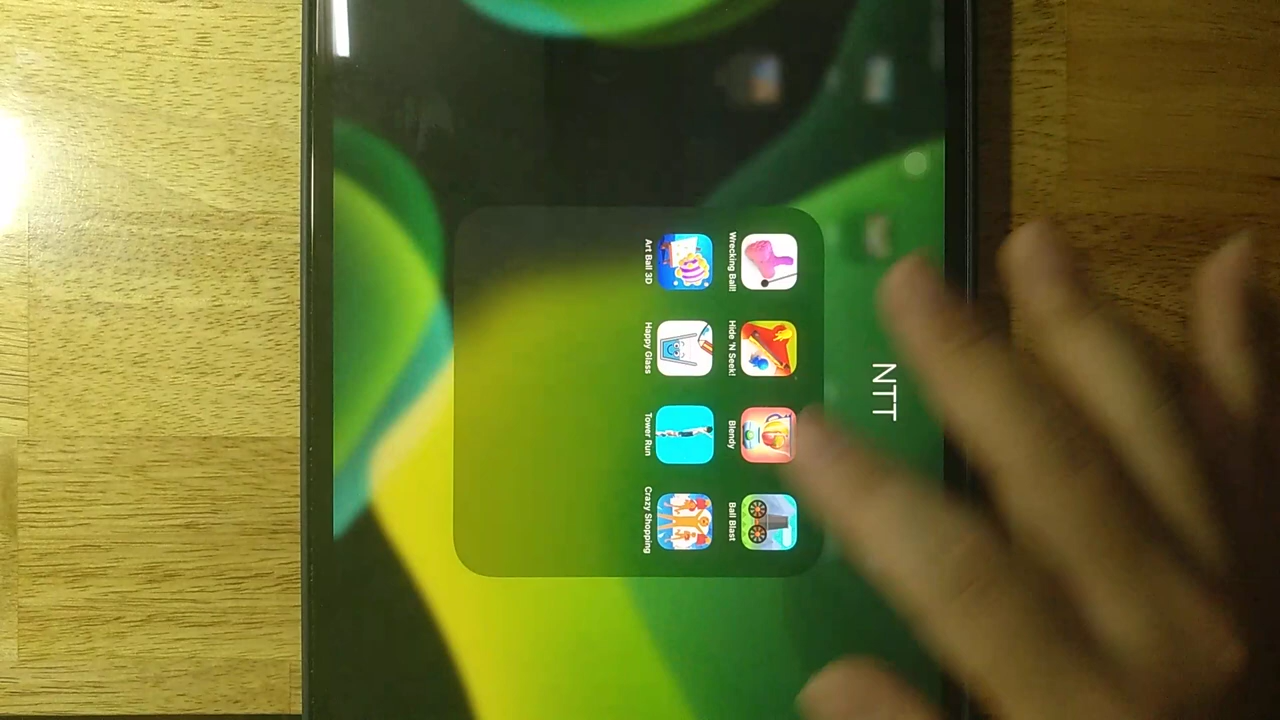 NTT
Wrecking Ball!
Hide 'N Seek!
Blendy
Ball Blast
Art Ball 3D
Happy Glass
Tower Run
Crazy Shopping